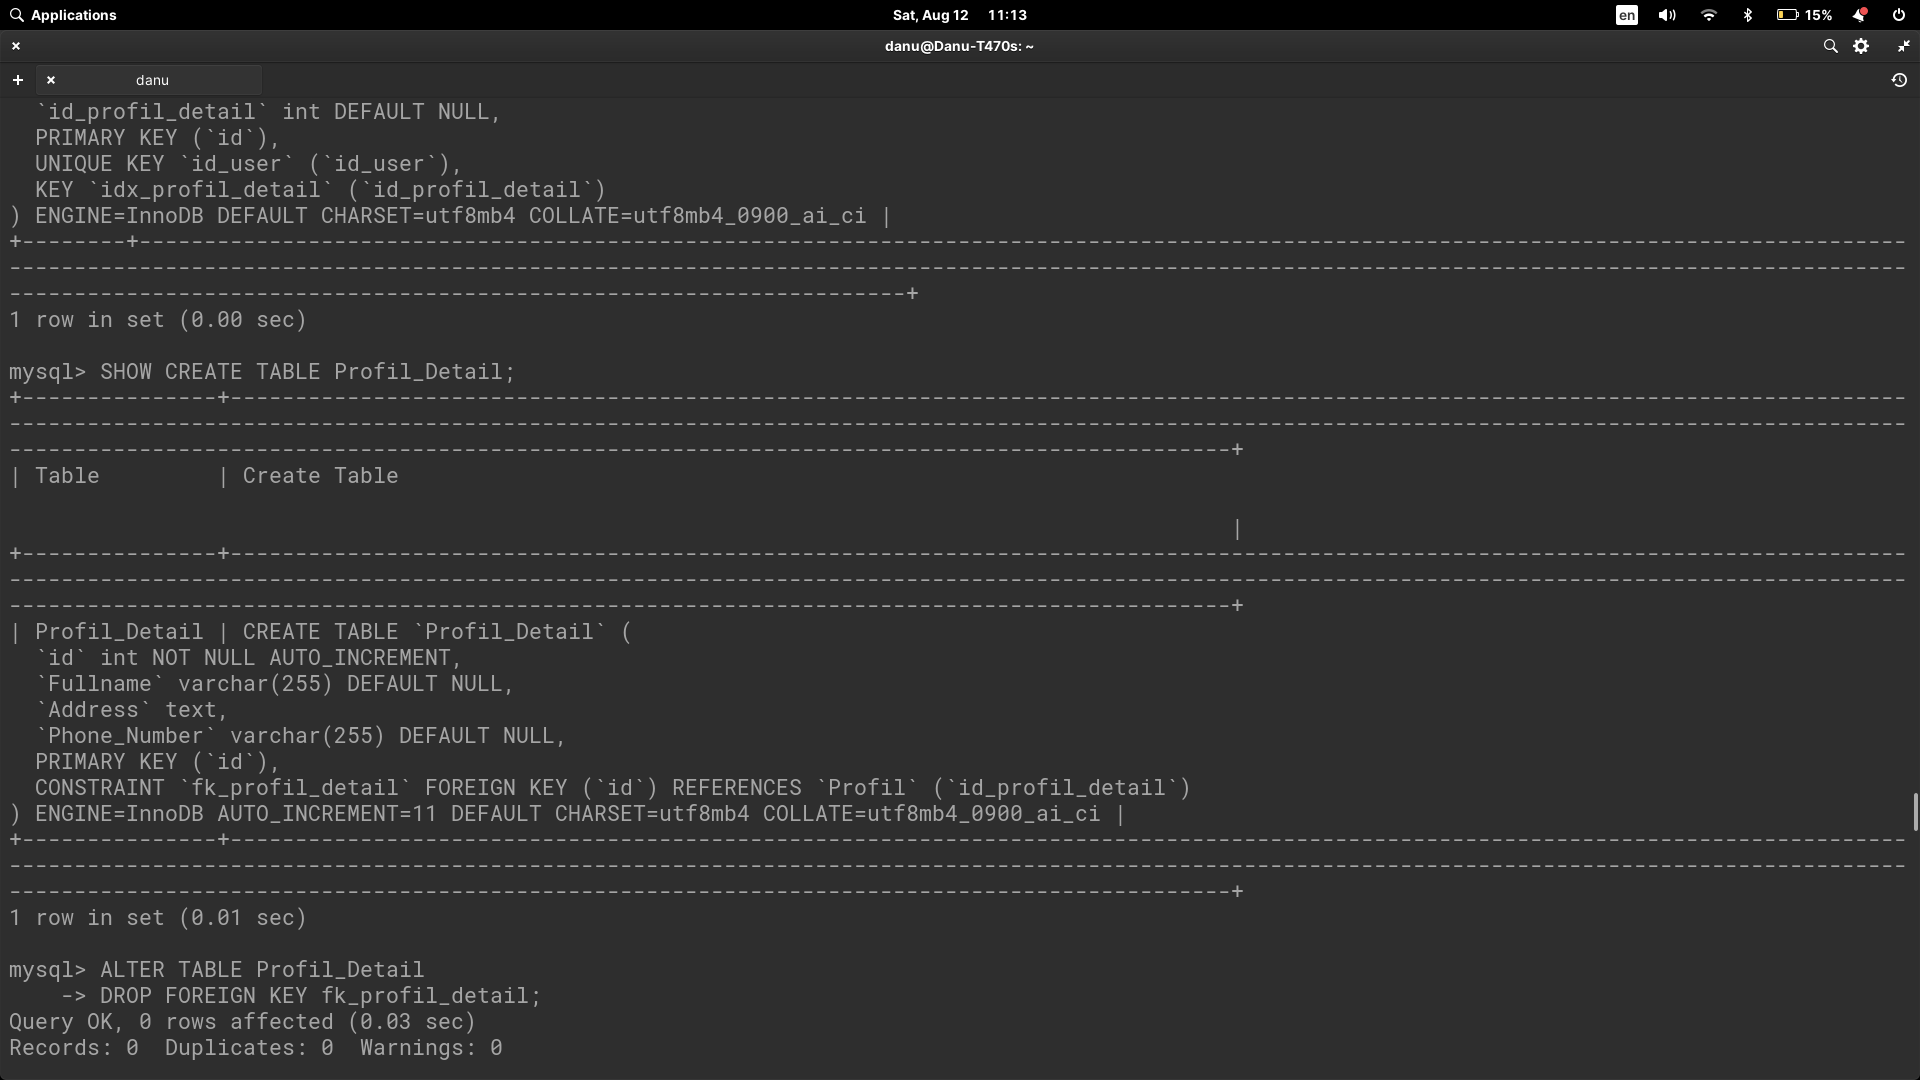 Applications
Sat, Aug 12 11:13
en 15%
danu@Danu-T470s: ~
danu
`id_profil_detail` int DEFAULT NULL,
PRIMARY KEY (`id`),
UNIQUE KEY `id_user` (`id_user`),
KEY `idx_profil_detail` (`id_profil_detail`)
) ENGINE=InnoDB DEFAULT CHARSET=utf8mb4 COLLATE=utf8mb4_0900_ai_ci |
1 row in set (0.00 sec)
mysql> SHOW CREATE TABLE Profil_Detail;
| Table | Create Table
|
| Profil_Detail | CREATE TABLE `Profil_Detail` (
`id` int NOT NULL AUTO_INCREMENT,
`Fullname` varchar(255) DEFAULT NULL,
`Address` text,
`Phone_Number` varchar(255) DEFAULT NULL,
PRIMARY KEY (`id`),
CONSTRAINT `fk_profil_detail` FOREIGN KEY (`id`) REFERENCES `Profil` (`id_profil_detail`)
) ENGINE=InnoDB AUTO_INCREMENT=11 DEFAULT CHARSET=utf8mb4 COLLATE=utf8mb4_0900_ai_ci |
1 row in set (0.01 sec)
mysql> ALTER TABLE Profil_Detail
-> DROP FOREIGN KEY fk_profil_detail;
Query OK, 0 rows affected (0.03 sec)
Records: 0 Duplicates: 0 Warnings: 0